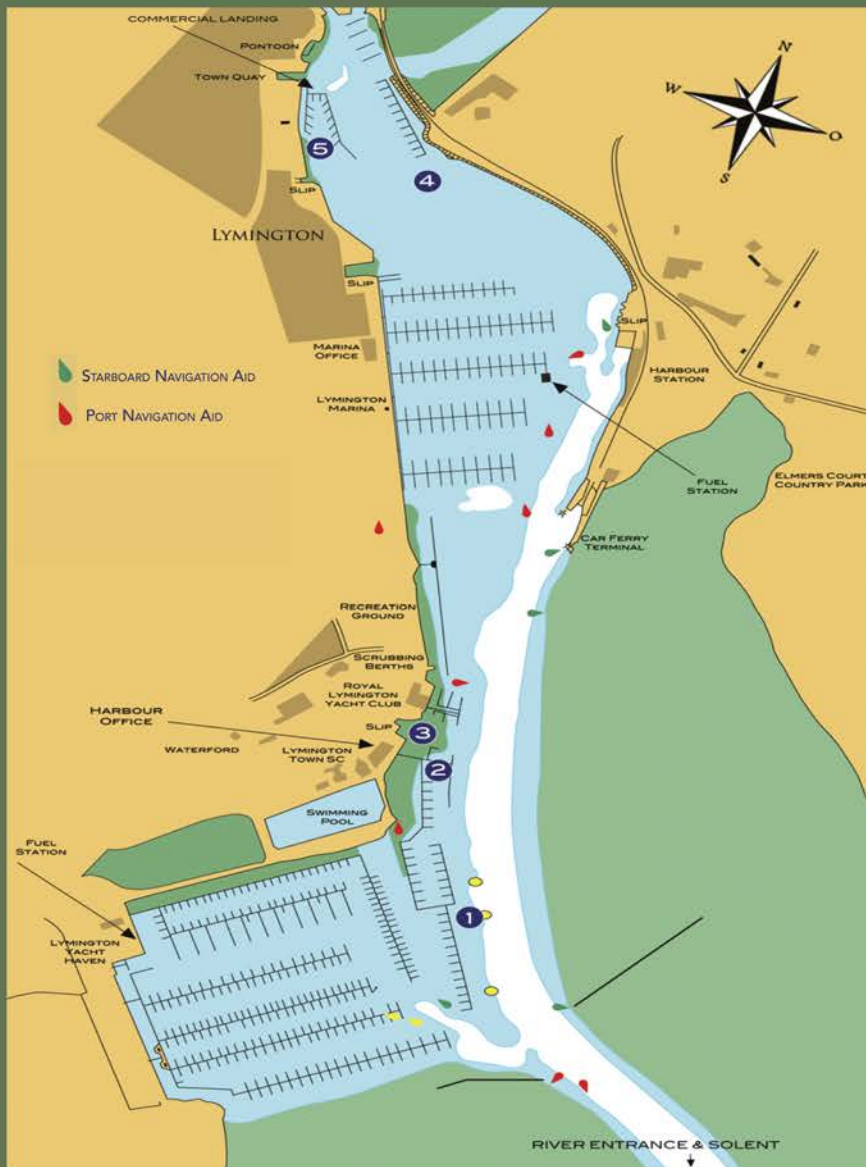 COMMERCIAL LANDING
PONTOON
TOWN QUAY
N
W
O
S
5
4
SLIP
LYMINGTON
SLIP
SLIP
MARINA
OFFICE
HARBOUR
STATION
STARBOARD NAVIGATION AID
LYMINGTON
MARINA
PORT NAVIGATION AID
FUEL
STATION
ELMERS COURT
COUNTRY PARK
CAR FERRY
TERMINAL
RECREATION
GROUND
SCRUBBING
BERTHS
ROYAL
LYMINGTON
YACHT CLUB
HARBOUR
OFFICE
SLIP
3
WATERFORD
LYMINGTON
TOWN SC
2
SWIMMING
POOL
FUEL
STATION
1
LYMINGTON
YACHT
HAVEN
RIVER ENTRANCE & SOLENT